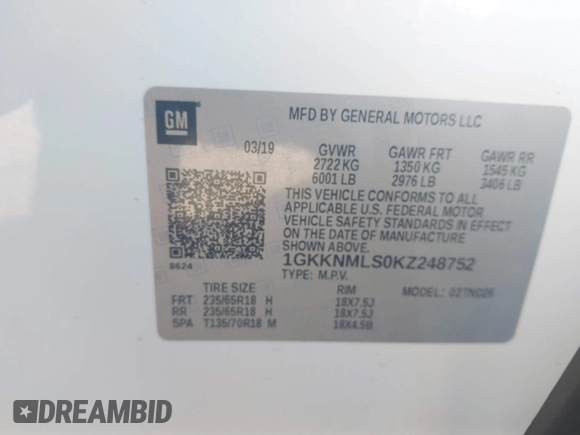 GM
MFD BY GENERAL MOTORS LLC
03/19 GVWR GAWR FRT GAWR RR
2722 KG 1350 KG 1545 KG
6001 LB 2976 LB 3406 LB
THIS VEHICLE CONFORMS TO ALL
APPLICABLE U.S. FEDERAL MOTOR
VEHICLE SAFETY STANDARDS IN
EFFECT ON THE DATE OF MANUFACTURE
SHOWN ABOVE.
8624 1GKKNMLS0KZ248752
TYPE: M.P.V. MODEL:
TIRE SIZE RIM
FRT 235/65R18 H 18X7.5J
RR 235/65R18 H 18X7.5J
SPA T135/70R18 M 18X4.5B
DREAMBID